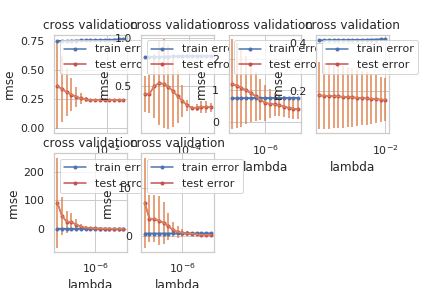 cross validation
cross validation
cross validation
cross validation
rmse
0.75
0.50
0.25
0.00
train error
test error
rmse
1.0
0.5
train error
test error
10⁻⁴
rmse
2
1
0
train error
test error
10⁻⁶
lambda
rmse
0.4
0.2
train error
test error
10⁻²
lambda
cross validation
cross validation
rmse
200
100
0
train error
test error
10⁻⁶
lambda
rmse
10
0
train error
test error
10⁻⁶
lambda